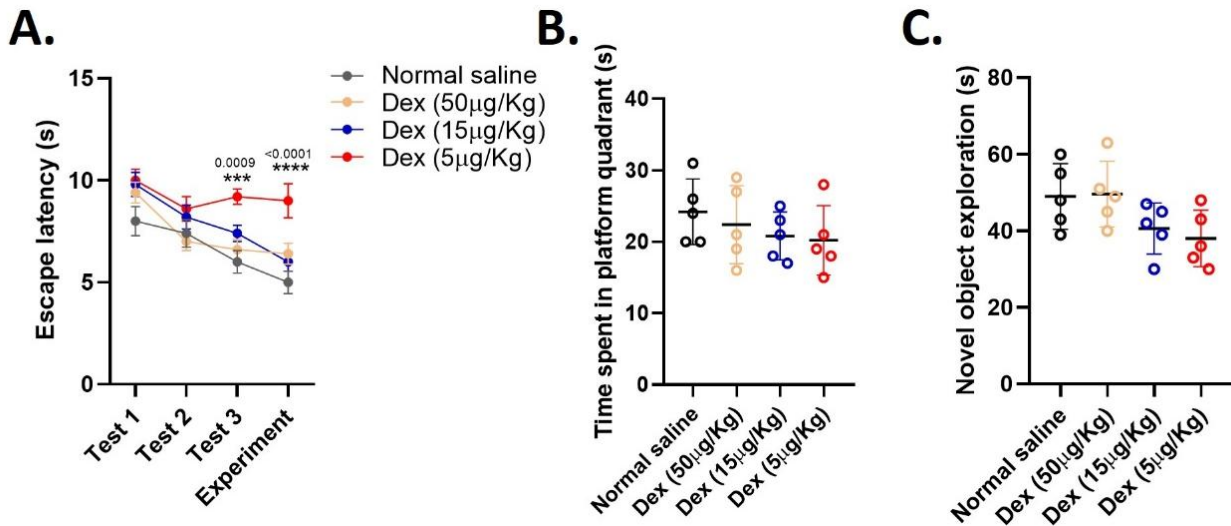 A.
Escape latency (s)
15
10
5
0
Test 1
Test 2
Test 3
Experiment
0.0009
***
<0.0001
****
Normal saline
Dex (50μg/Kg)
Dex (15μg/Kg)
Dex (5μg/Kg)
B.
Time spent in platform quadrant (s)
40
30
20
10
0
Normal saline
Dex (50μg/Kg)
Dex (15μg/Kg)
Dex (5μg/Kg)
C.
Novel object exploration (s)
80
60
40
20
0
Normal saline
Dex (50μg/Kg)
Dex (15μg/Kg)
Dex (5μg/Kg)